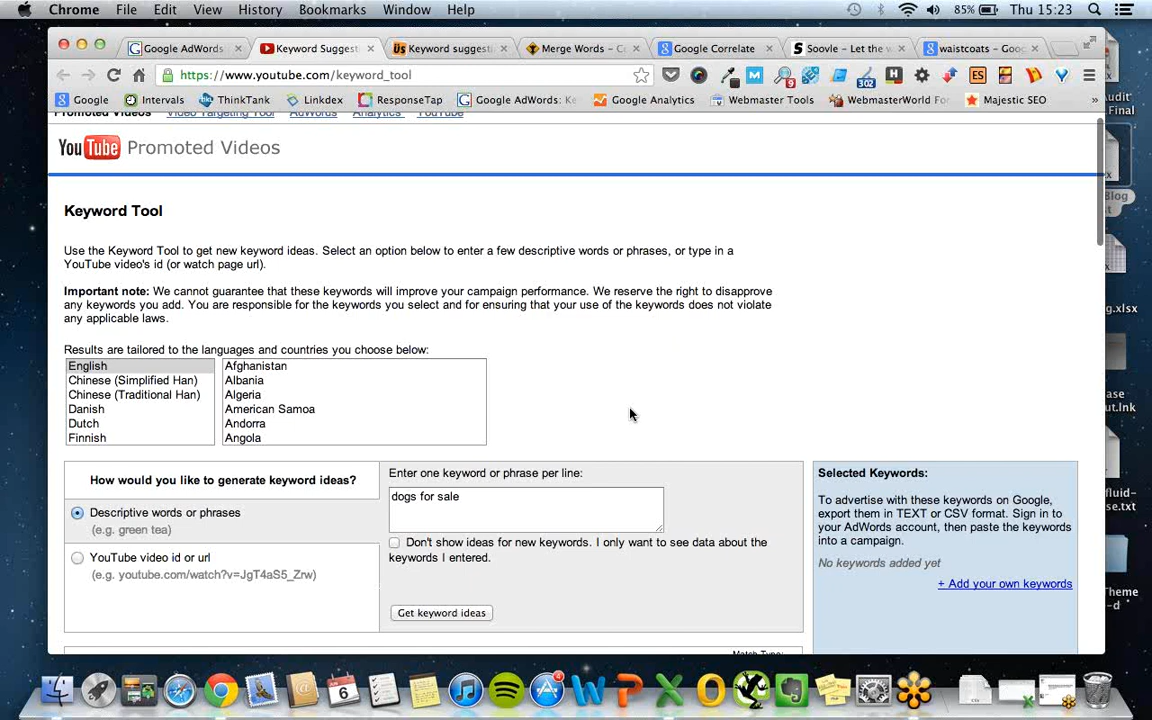 Chrome File Edit View History Bookmarks Window Help 85% Thu 15:23
Google AdWords Keyword Suggest Keyword suggesti Merge Words – C Google Correlate Soovle - Let the w waistcoats - Goo
https://www.youtube.com/keyword_tool
Google Intervals ThinkTank Linkdex ResponseTap Google AdWords: Ke Google Analytics Webmaster Tools WebmasterWorld Fo Majestic SEO »
Promoted Videos Video Targeting Tool AdWords Analytics YouTube
YouTube Promoted Videos
Keyword Tool
Use the Keyword Tool to get new keyword ideas. Select an option below to enter a few descriptive words or phrases, or type in a
YouTube video's id (or watch page url).
Important note: We cannot guarantee that these keywords will improve your campaign performance. We reserve the right to disapprove
any keywords you add. You are responsible for the keywords you select and for ensuring that your use of the keywords does not violate
any applicable laws.
Results are tailored to the languages and countries you choose below:
English Afghanistan
Chinese (Simplified Han) Albania
Chinese (Traditional Han) Algeria
Danish American Samoa
Dutch Andorra
Finnish Angola
How would you like to generate keyword ideas?
Descriptive words or phrases
(e.g. green tea)
YouTube video id or url
(e.g. youtube.com/watch?v=JgT4aS5_Zrw)
Enter one keyword or phrase per line:
dogs for sale
Don't show ideas for new keywords. I only want to see data about the
keywords I entered.
Get keyword ideas
Selected Keywords:
To advertise with these keywords on Google,
export them in TEXT or CSV format. Sign in to
your AdWords account, then paste the keywords
into a campaign.
No keywords added yet
+ Add your own keywords
Match Type: